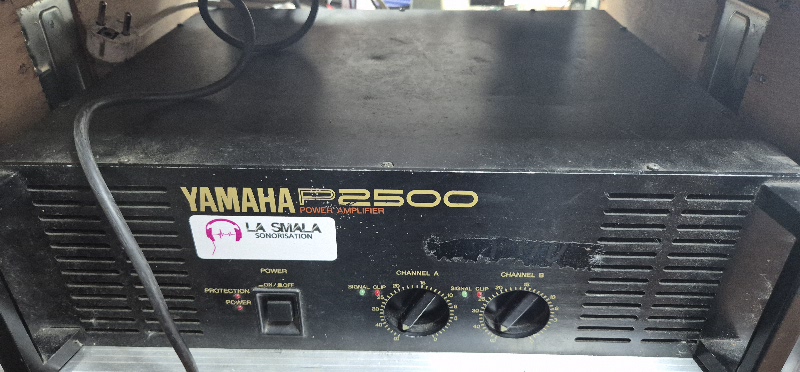 YAMAHA P2500
POWER AMPLIFIER
LA SMALA
SONORISATION
POWER
ON/ OFF
PROTECTION
POWER
CHANNEL A
SIGNAL CLIP
CHANNEL B
SIGNAL CLIP